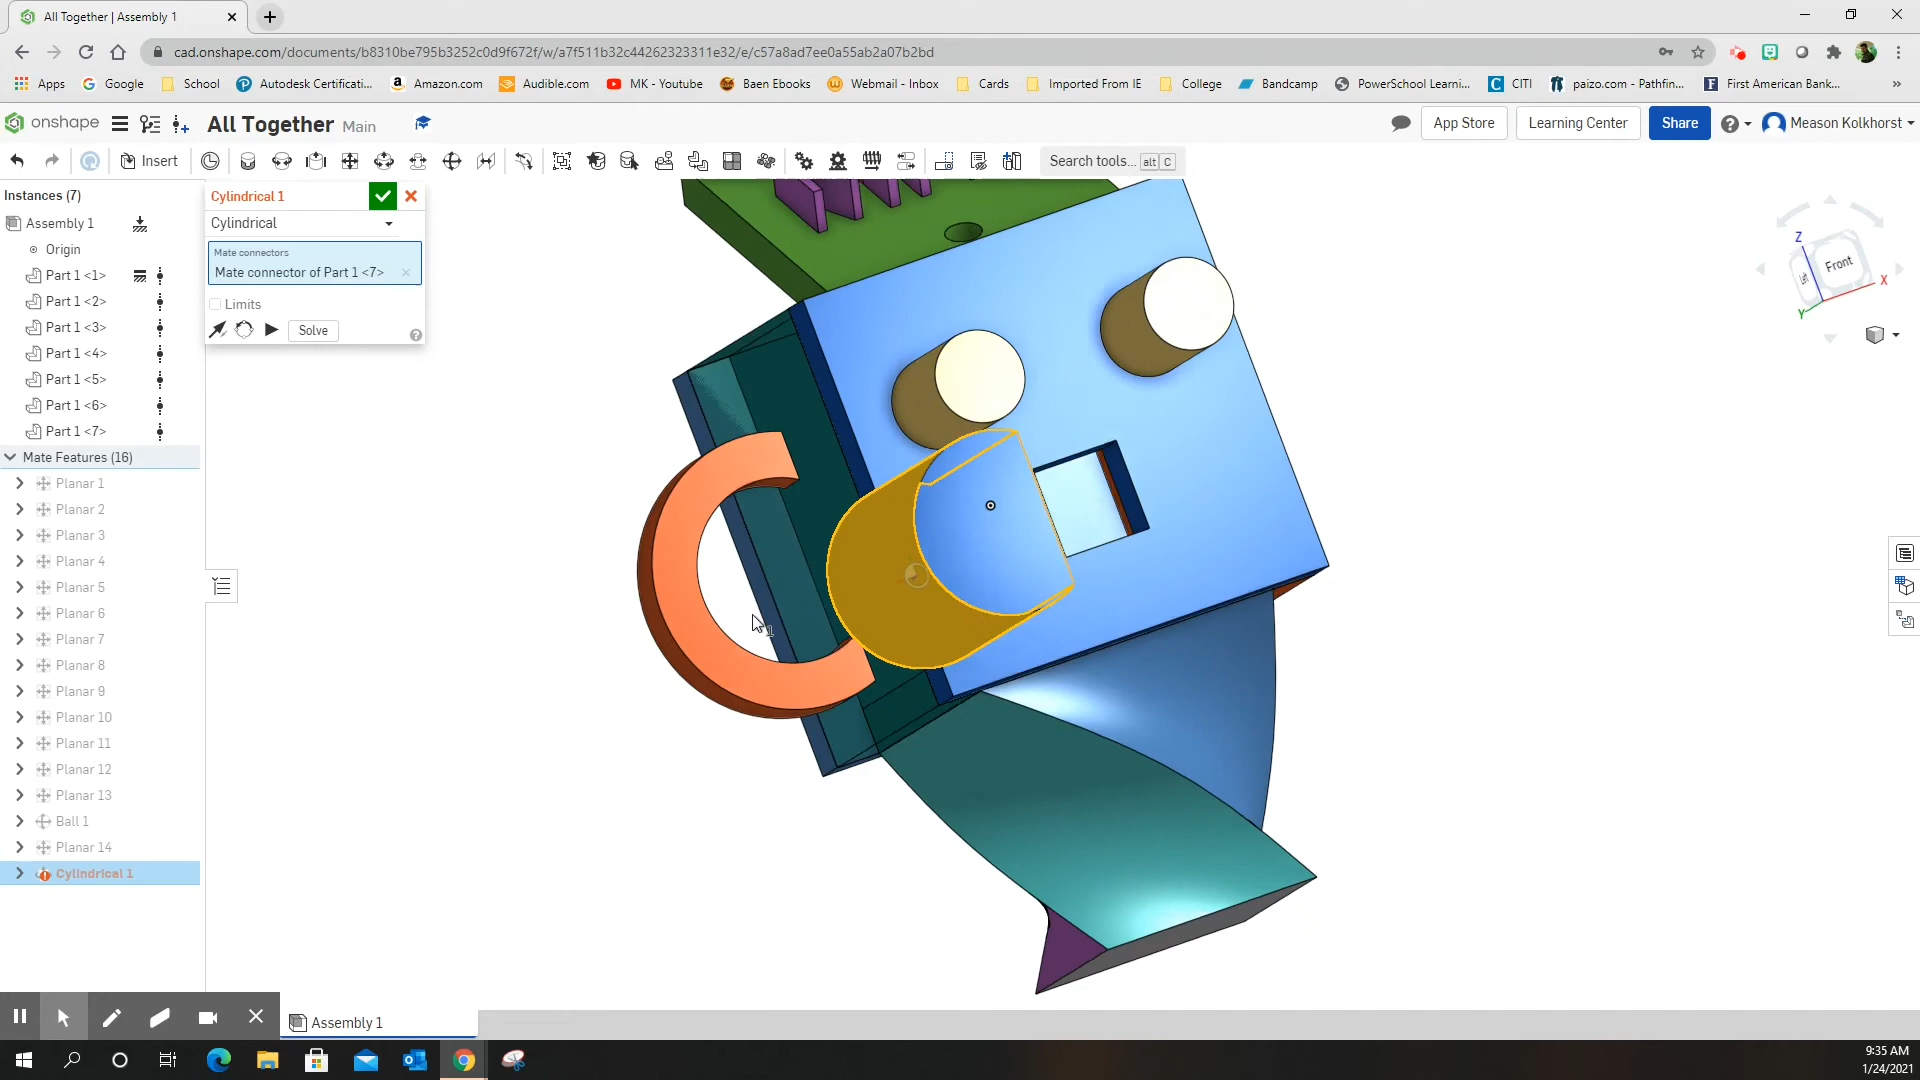 All Together | Assembly 1
cad.onshape.com/documents/b8310be795b3252c0d9f672f/w/a7f511b32c44262323311e32/e/c57a8ad7ee0a55ab2a07b2bd
Apps Google School Autodesk Certificati... Amazon.com Audible.com MK - Youtube Baen Ebooks Webmail - Inbox Cards Imported From IE College Bandcamp PowerSchool Learni... CITI paizo.com - Pathfin... First American Bank...
onshape All Together Main App Store Learning Center Share Meason Kolkhorst
Insert Search tools... alt C
Instances (7)
Assembly 1
Origin
Part 1 <1>
Part 1 <2>
Part 1 <3>
Part 1 <4>
Part 1 <5>
Part 1 <6>
Part 1 <7>
Mate Features (16)
Planar 1
Planar 2
Planar 3
Planar 4
Planar 5
Planar 6
Planar 7
Planar 8
Planar 9
Planar 10
Planar 11
Planar 12
Planar 13
Ball 1
Planar 14
Cylindrical 1
Cylindrical 1
Cylindrical
Mate connectors
Mate connector of Part 1 <7>
Limits
Solve
Z
Front
X
Y
1
Assembly 1
9:35 AM
1/24/2021